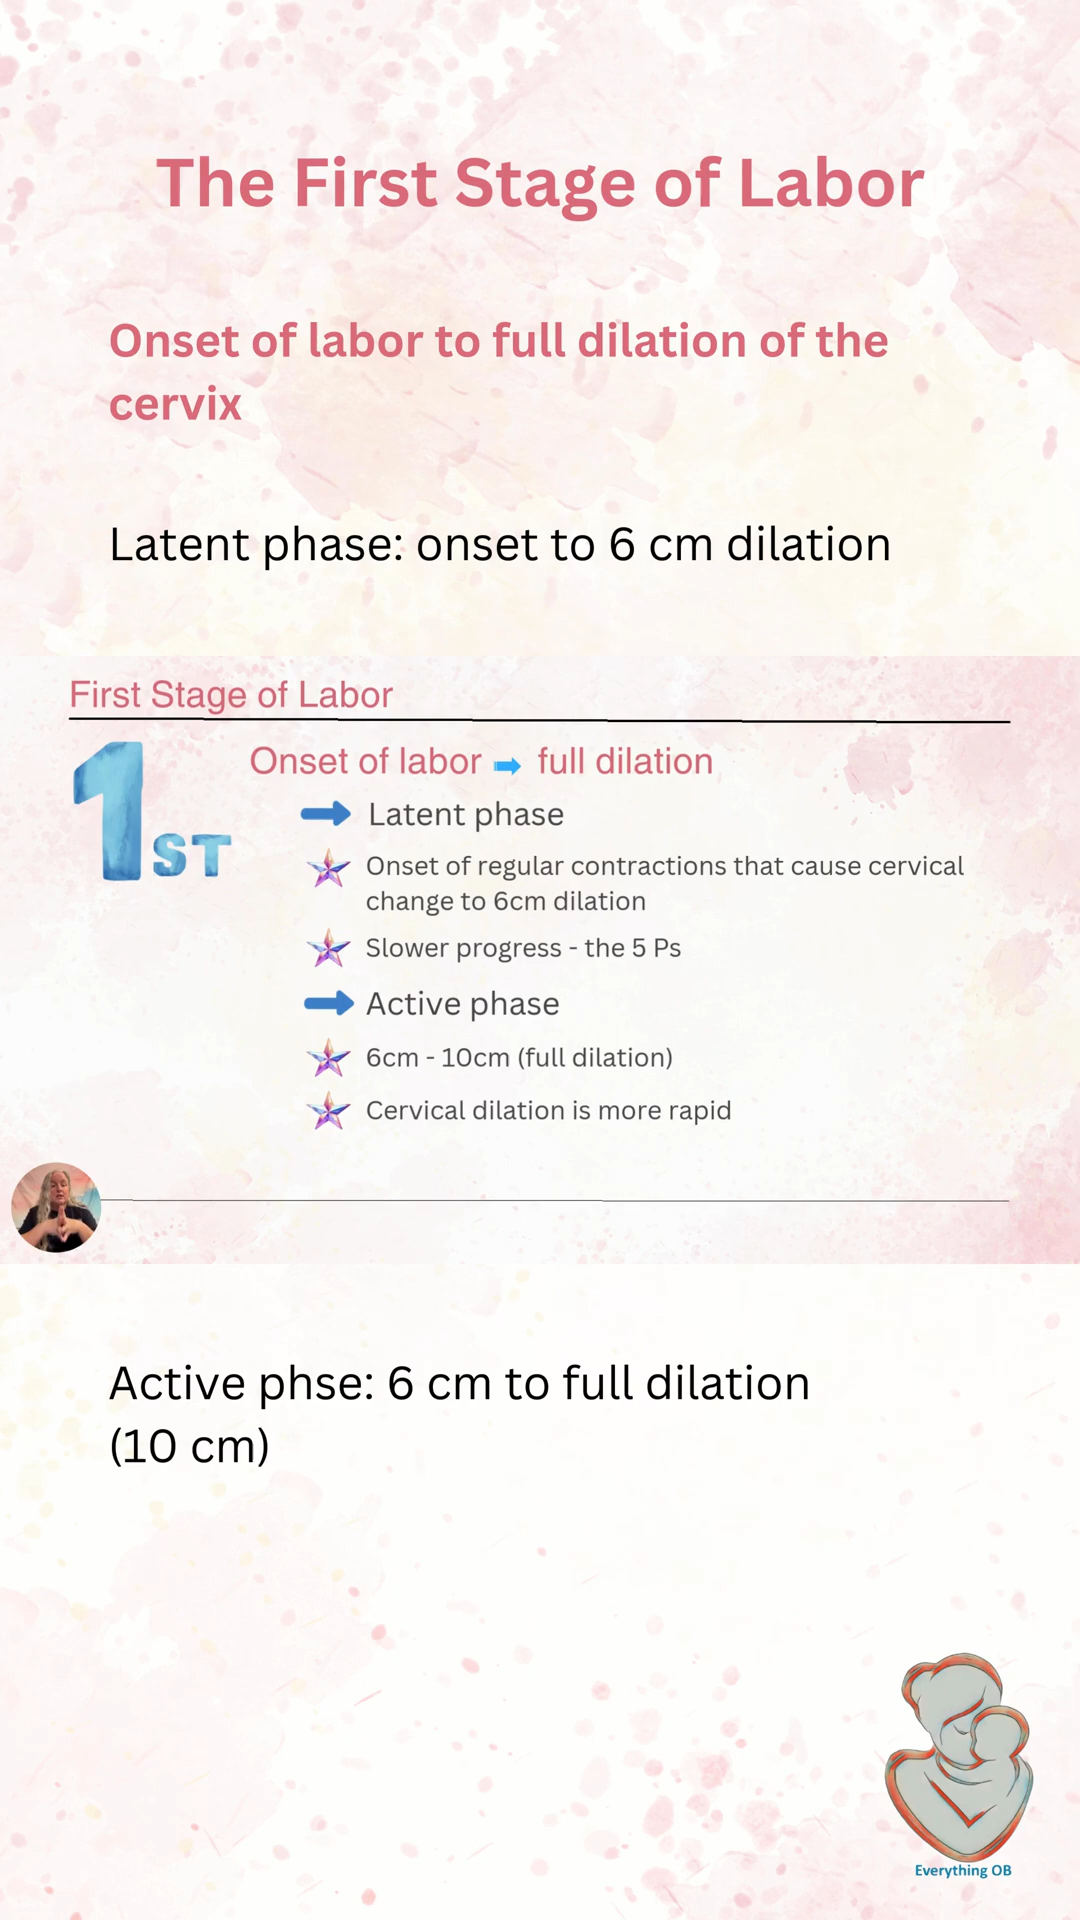 The First Stage of Labor
Onset of labor to full dilation of the
cervix
Latent phase: onset to 6 cm dilation
First Stage of Labor
1ST
Onset of labor ➡ full dilation
Latent phase
Onset of regular contractions that cause cervical
change to 6cm dilation
Slower progress - the 5 Ps
Active phase
6cm - 10cm (full dilation)
Cervical dilation is more rapid
Active phse: 6 cm to full dilation
(10 cm)
Everything OB